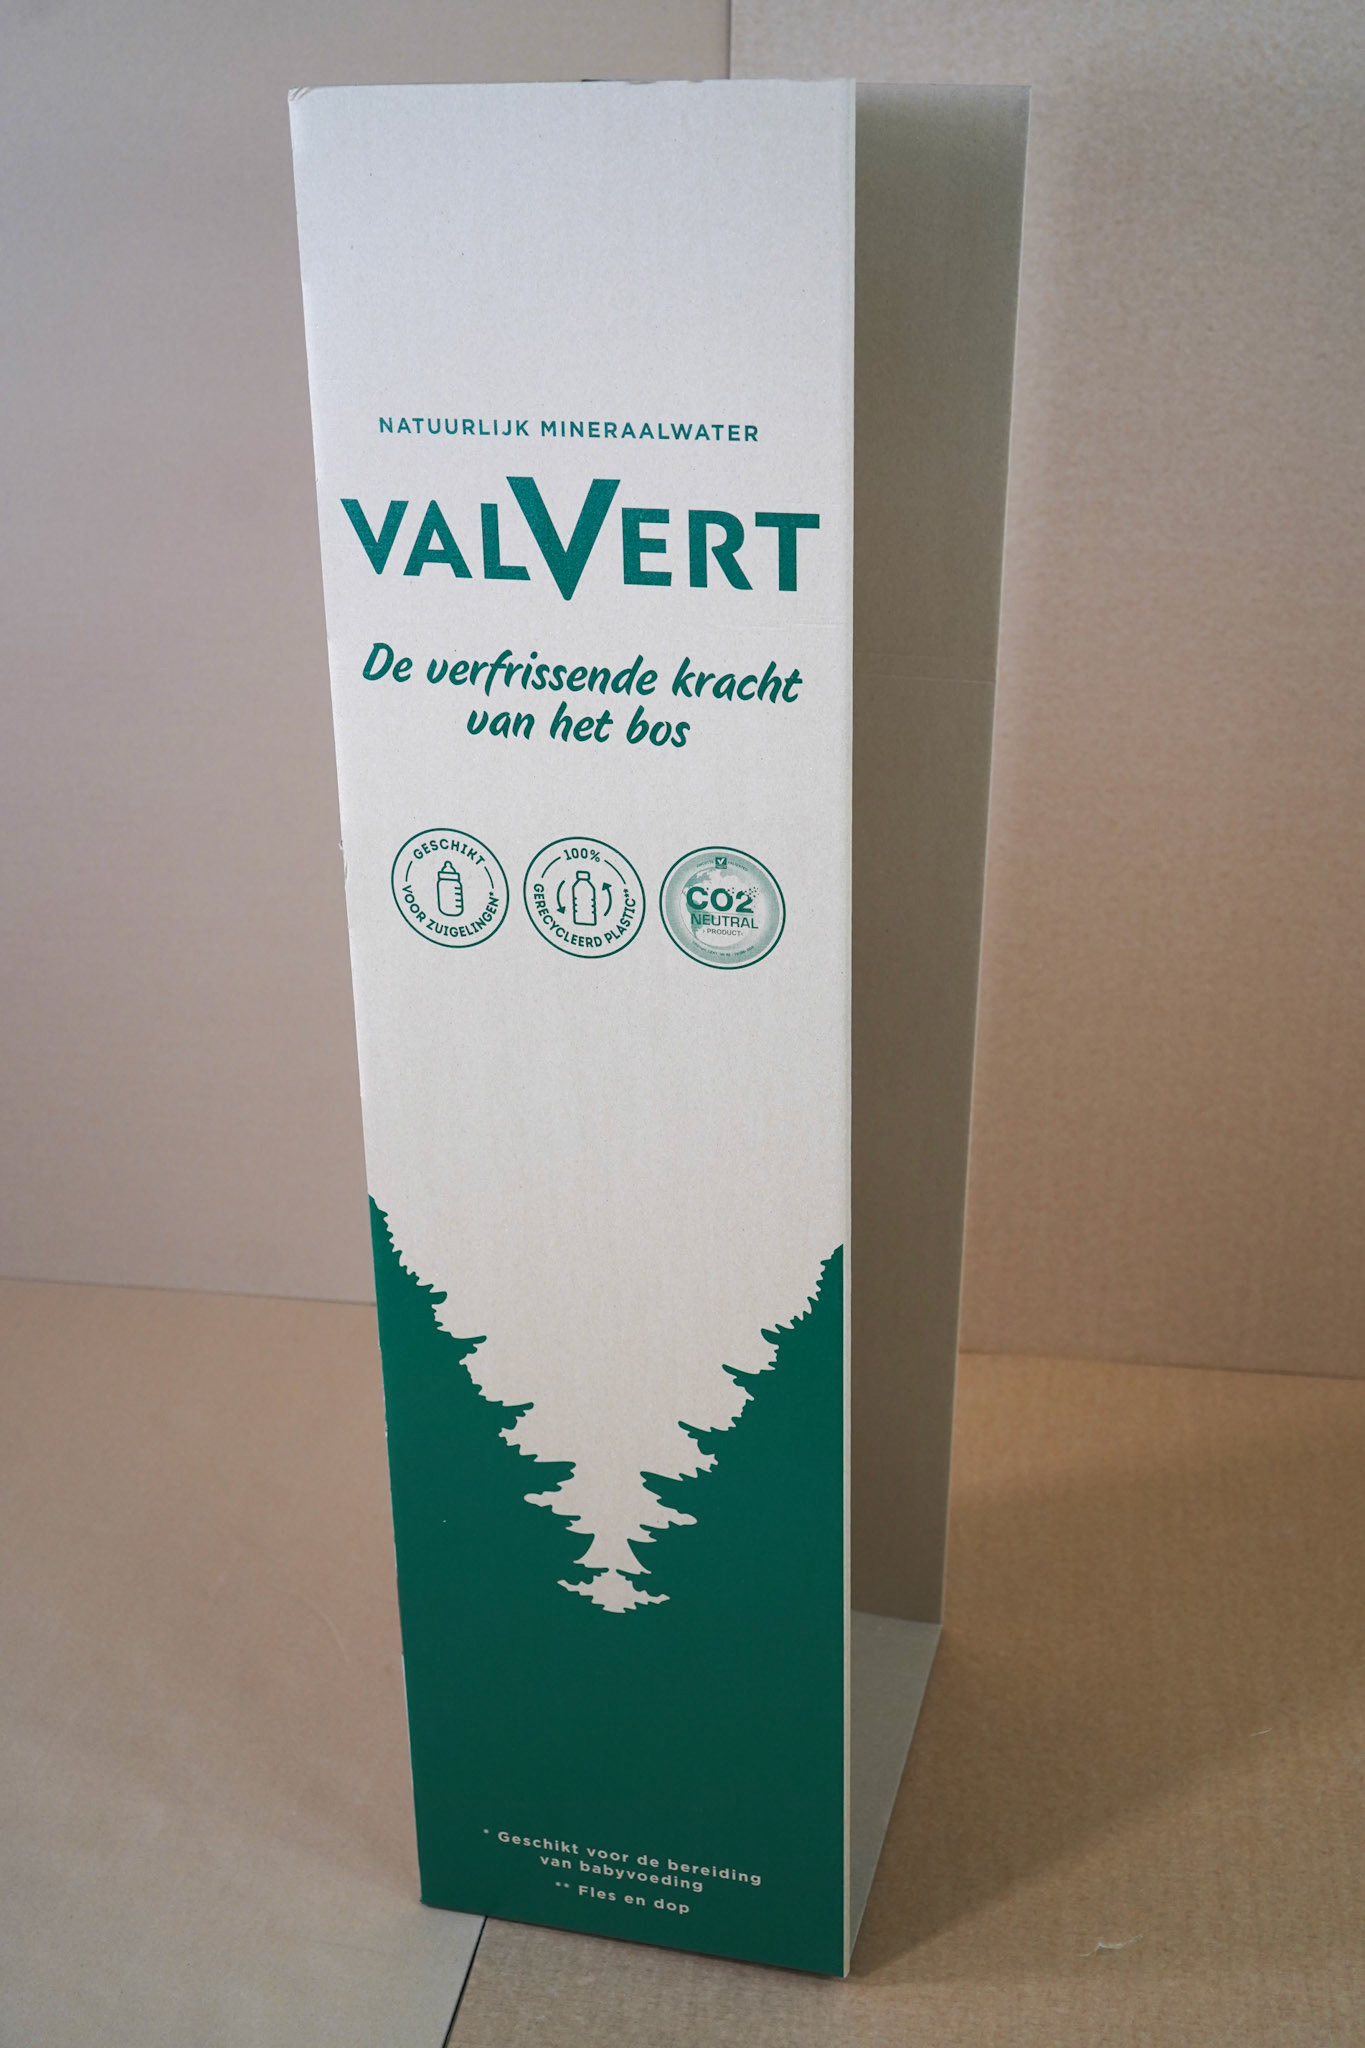 NATUURLIJK MINERAALWATER
VALVERT
De verfrissende kracht
van het bos
GESCHIKT
VOOR ZUIGELINGEN*
100%
GERECYCLEERD PLASTIC**
CO2
NEUTRAL
PRODUCT
* Geschikt voor de bereiding
van babyvoeding
** Fles en dop